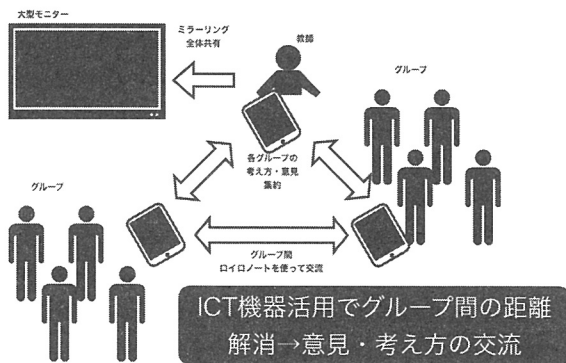 大型モニター
ミラーリング
全体共有
教師
グループ
各グループの
考え方・意見
集約
グループ
グループ間
ロイロノートを使って交流
ICT機器活用でグループ間の距離
解消→意見・考え方の交流